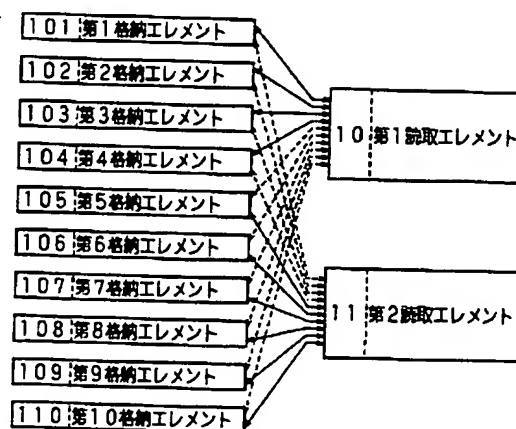 101 第1格納エレメント
102 第2格納エレメント
103 第3格納エレメント
104 第4格納エレメント
105 第5格納エレメント
106 第6格納エレメント
107 第7格納エレメント
108 第8格納エレメント
109 第9格納エレメント
110 第10格納エレメント
10 第1読取エレメント
11 第2読取エレメント